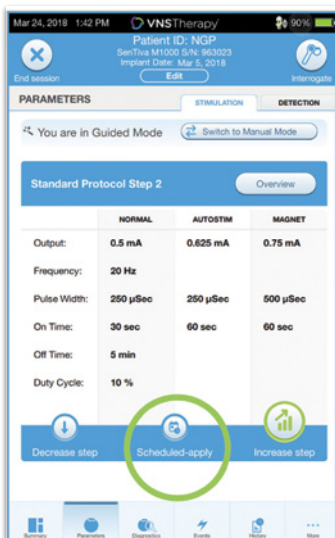 Mar 24, 2018 1:42 PM VNSTherapy 90%
Patient ID: NGP
SenTiva M1000 S/N: 963023
Implant Date: Mar 5, 2018
End session Edit Interrogate
PARAMETERS STIMULATION DETECTION
You are in Guided Mode Switch to Manual Mode
Standard Protocol Step 2 Overview
NORMAL AUTOSTIM MAGNET
Output: 0.5 mA 0.625 mA 0.75 mA
Frequency: 20 Hz
Pulse Width: 250 µSec 250 µSec 500 µSec
On Time: 30 sec 60 sec 60 sec
Off Time: 5 min
Duty Cycle: 10 %
Decrease step Scheduled-apply Increase step
Summary Parameters Diagnostics Events History More